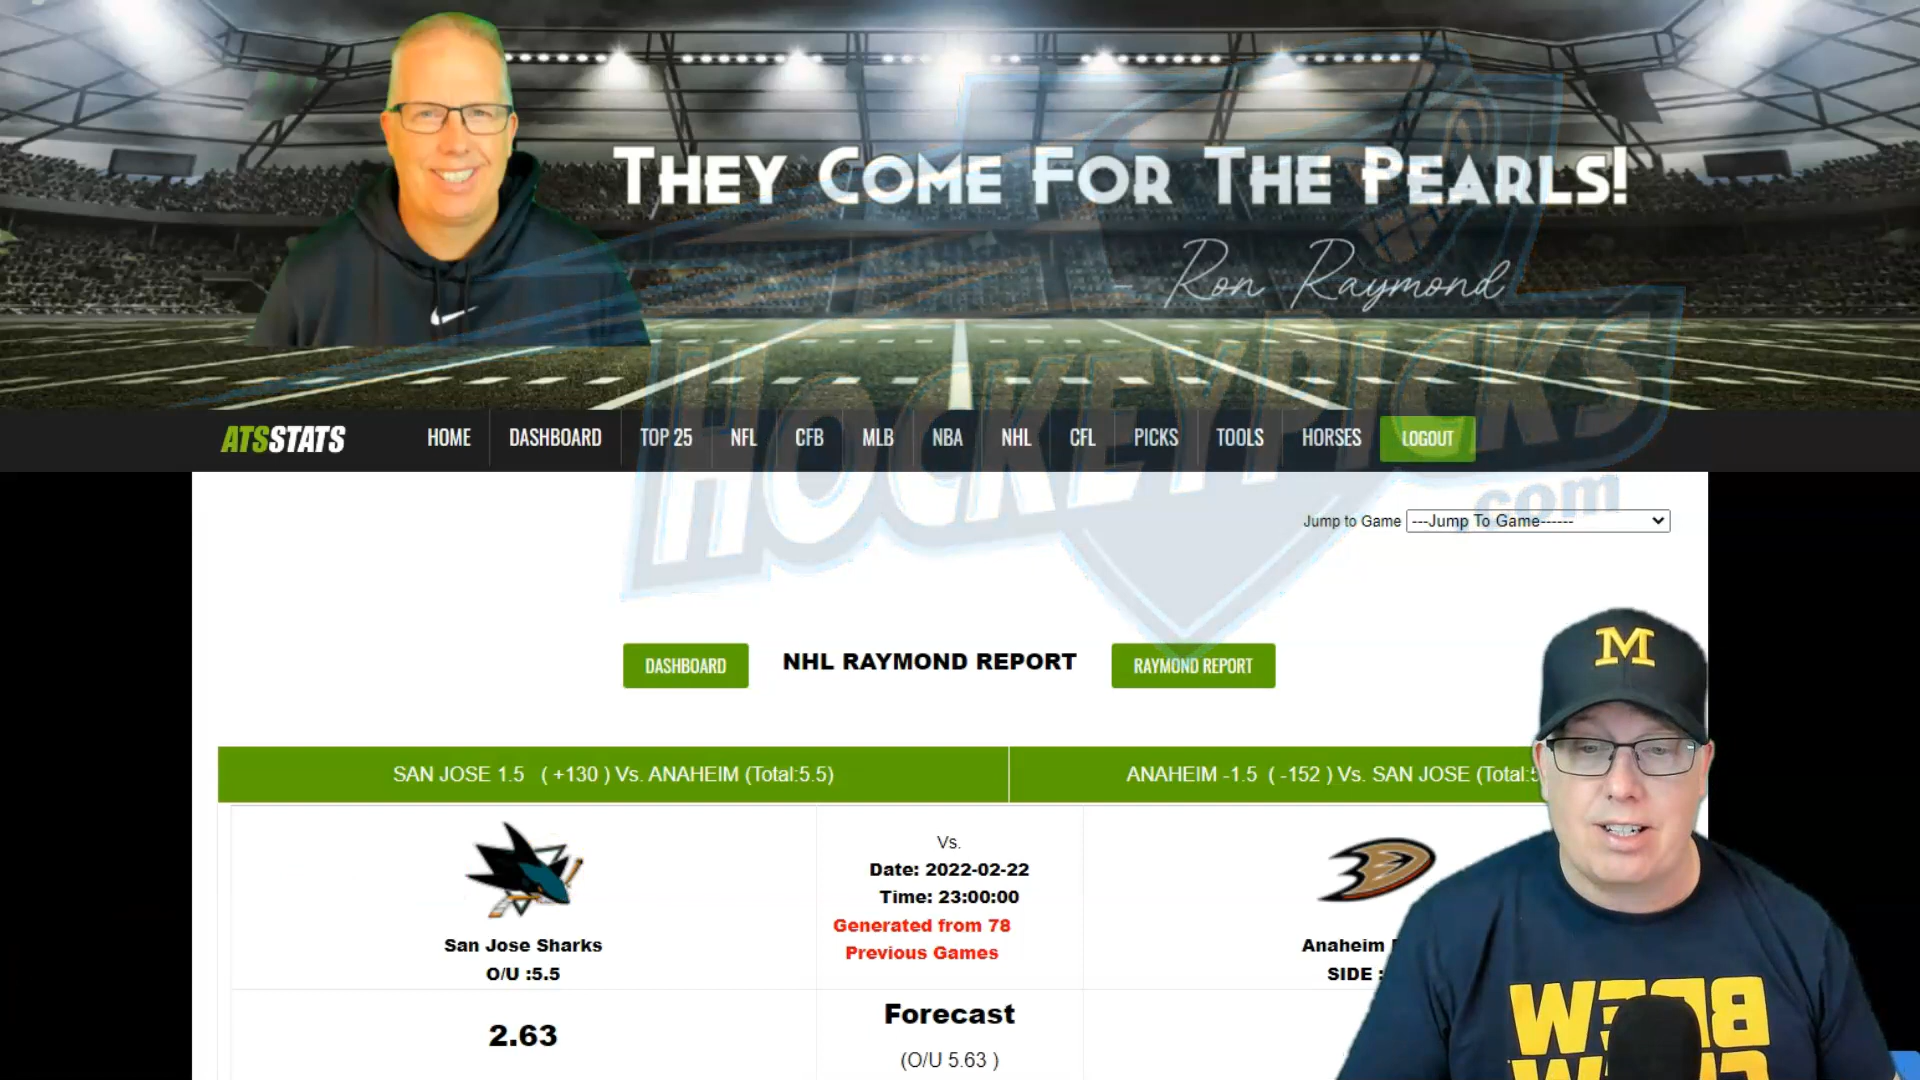 THEY COME FOR THE PEARLS!
- Ron Raymond
HOCKEYPICKS
.com
ATSSTATS
HOME
DASHBOARD
TOP 25
NFL
CFB
MLB
NBA
NHL
CFL
PICKS
TOOLS
HORSES
LOGOUT
Jump to Game ---Jump To Game------
DASHBOARD
NHL RAYMOND REPORT
RAYMOND REPORT
M
SAN JOSE 1.5 ( +130 ) Vs. ANAHEIM (Total:5.5)
ANAHEIM -1.5 ( -152 ) Vs. SAN JOSE (Total:
Vs.
Date: 2022-02-22
Time: 23:00:00
Generated from 78
Previous Games
San Jose Sharks
O/U :5.5
Anaheim
SIDE :
2.63
Forecast
(O/U 5.63 )